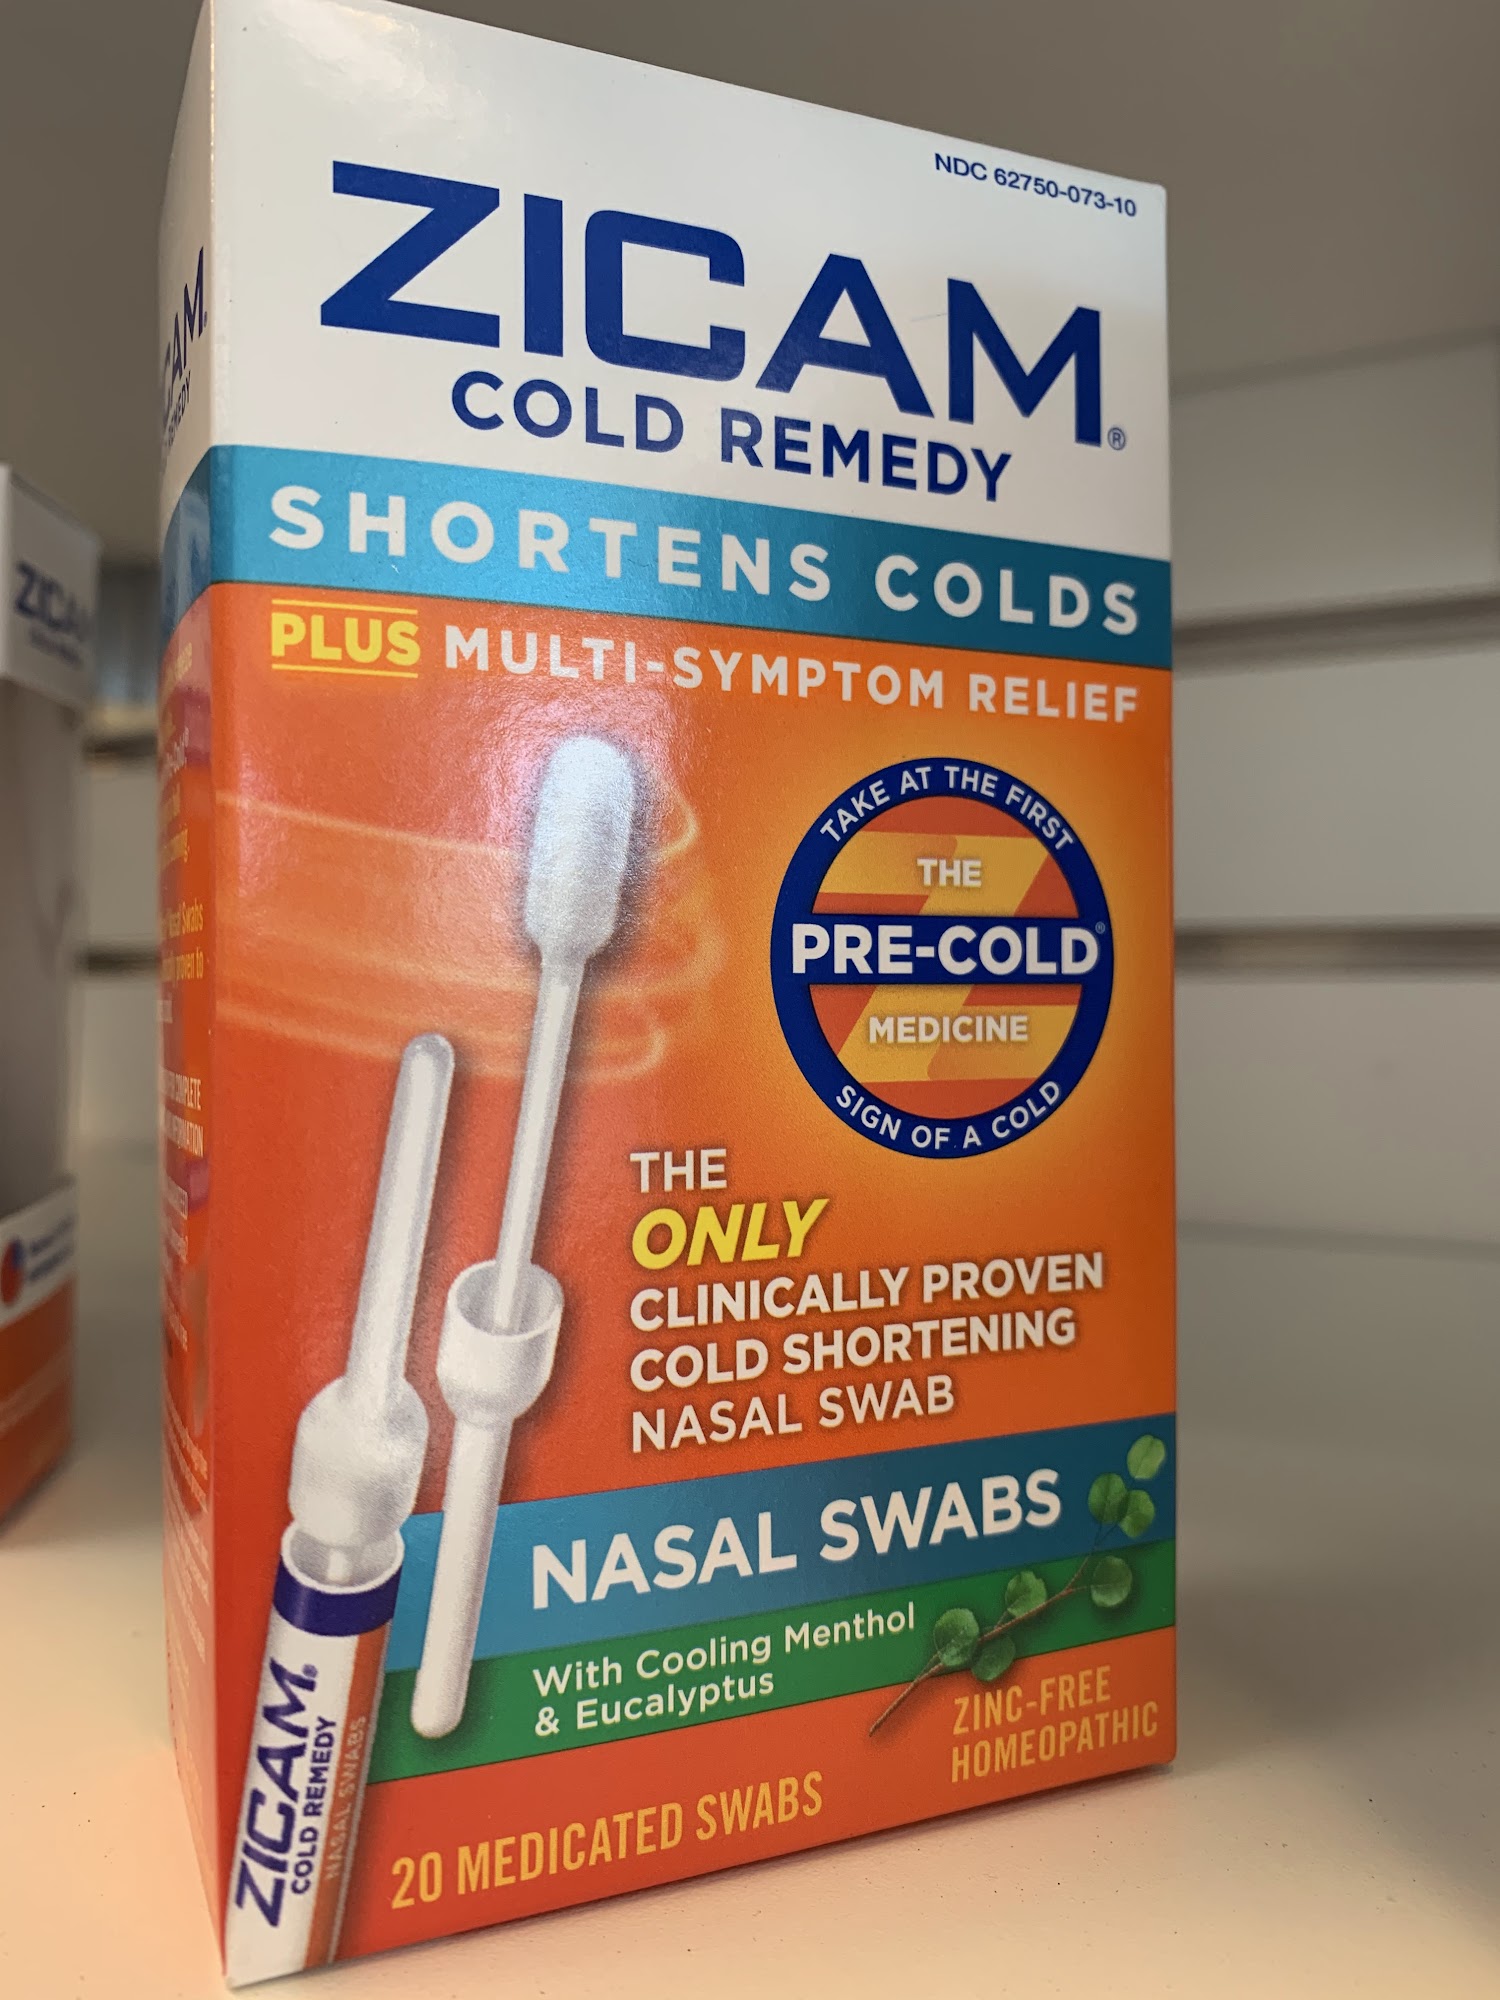 NDC 62750-073-10
ZICAM®
COLD REMEDY
SHORTENS COLDS
PLUS MULTI-SYMPTOM RELIEF
TAKE AT THE FIRST
THE
PRE-COLD®
MEDICINE
SIGN OF A COLD
THE
ONLY
CLINICALLY PROVEN
COLD SHORTENING
NASAL SWAB
NASAL SWABS
With Cooling Menthol
& Eucalyptus
ZINC-FREE
HOMEOPATHIC
20 MEDICATED SWABS
ZICAM®
COLD REMEDY
NASAL SWABS
ZICAM